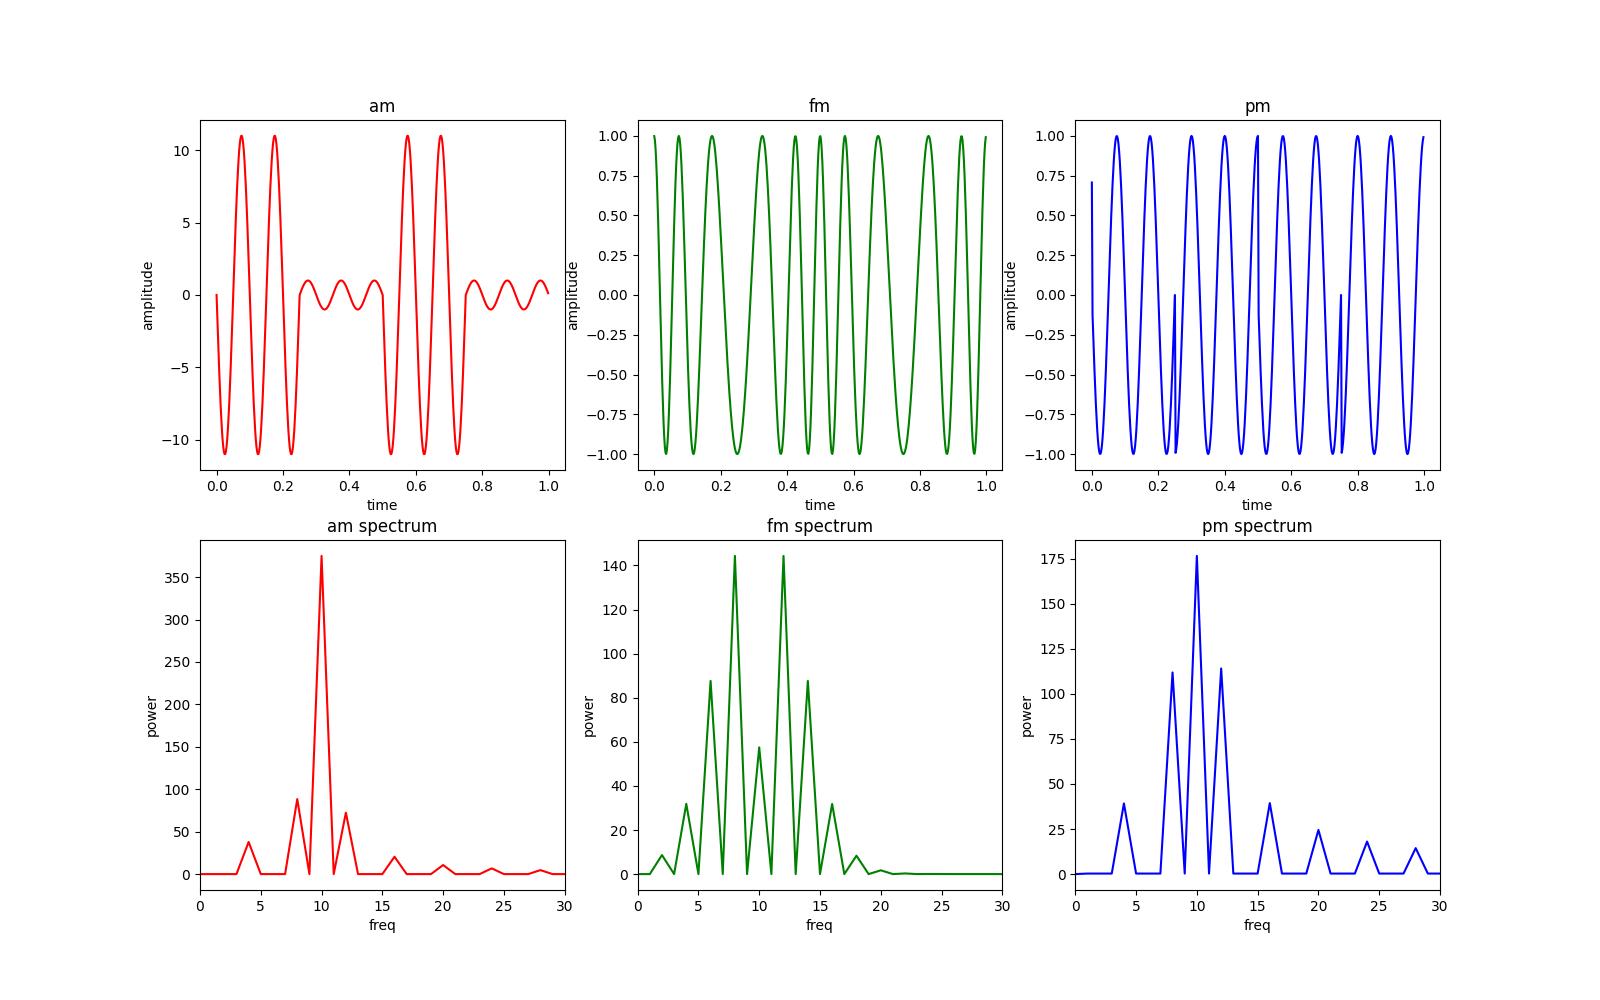 am
fm
pm
10
5
0
−5
−10
amplitude
0.0 0.2 0.4 0.6 0.8 1.0
time
1.00
0.75
0.50
0.25
0.00
−0.25
−0.50
−0.75
−1.00
amplitude
0.0 0.2 0.4 0.6 0.8 1.0
time
1.00
0.75
0.50
0.25
0.00
−0.25
−0.50
−0.75
−1.00
amplitude
0.0 0.2 0.4 0.6 0.8 1.0
time
am spectrum
350
300
250
200
150
100
50
0
power
0 5 10 15 20 25 30
freq
fm spectrum
140
120
100
80
60
40
20
0
power
0 5 10 15 20 25 30
freq
pm spectrum
175
150
125
100
75
50
25
0
power
0 5 10 15 20 25 30
freq